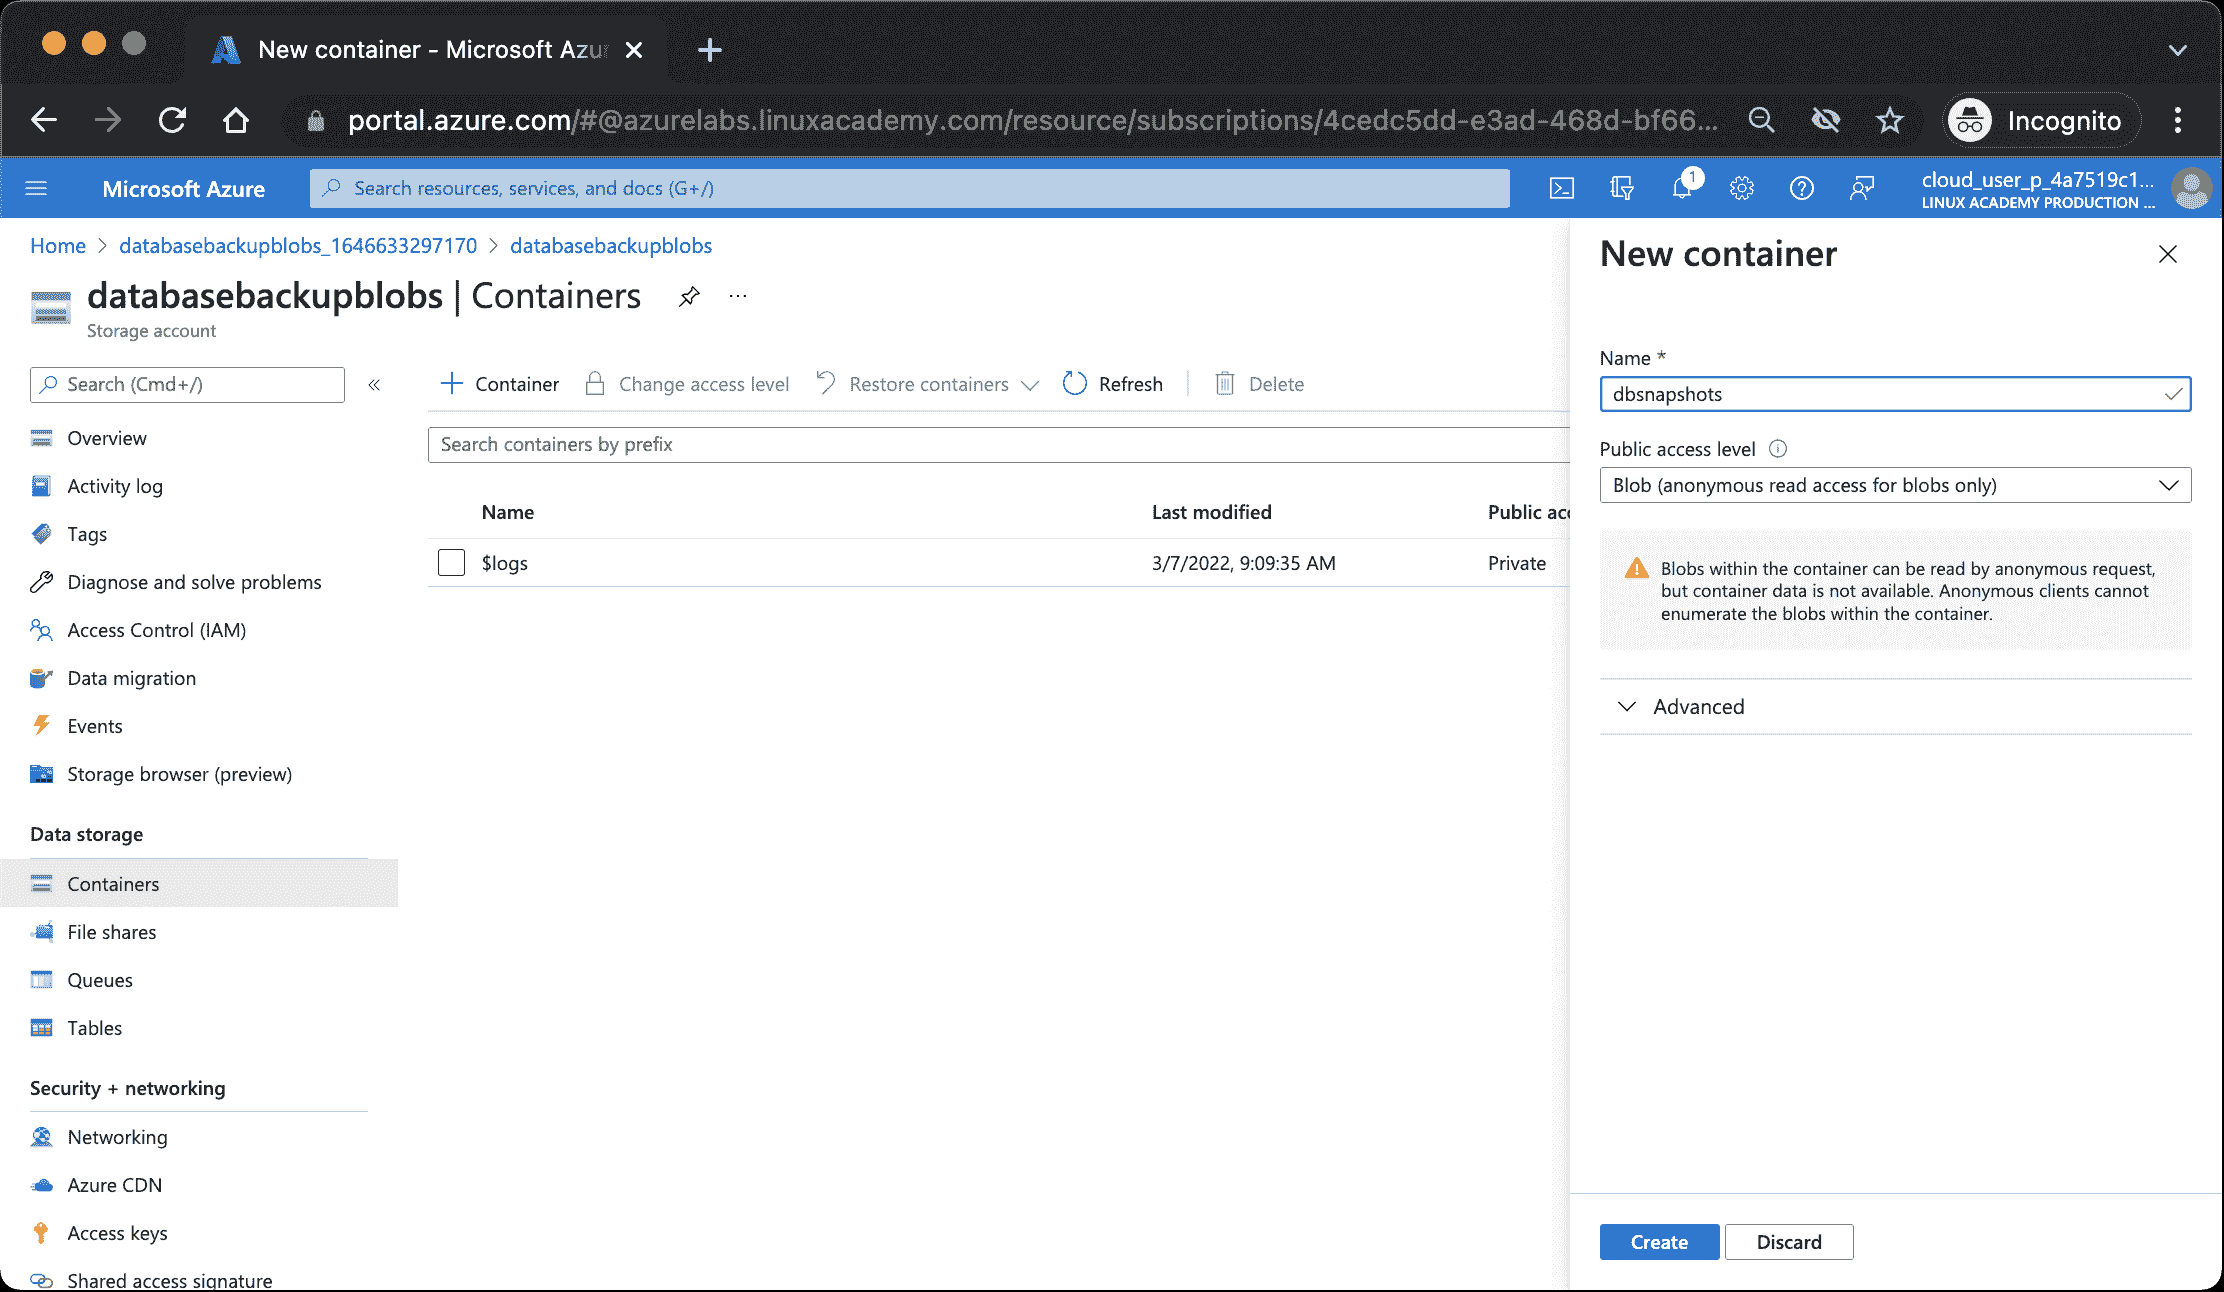 New container - Microsoft Azur
portal.azure.com/#@azurelabs.linuxacademy.com/resource/subscriptions/4cedc5dd-e3ad-468d-bf66...
Incognito
Microsoft Azure
Search resources, services, and docs (G+/)
1
cloud_user_p_4a7519c1...
LINUX ACADEMY PRODUCTION ...
Home > databasebackupblobs_1646633297170 > databasebackupblobs
databasebackupblobs | Containers
Storage account
Search (Cmd+/)
Overview
Activity log
Tags
Diagnose and solve problems
Access Control (IAM)
Data migration
Events
Storage browser (preview)
Data storage
Containers
File shares
Queues
Tables
Security + networking
Networking
Azure CDN
Access keys
Shared access signature
Container Change access level Restore containers Refresh Delete
Search containers by prefix
Name Last modified Public acc
$logs 3/7/2022, 9:09:35 AM Private
New container
Name *
dbsnapshots
Public access level
Blob (anonymous read access for blobs only)
Blobs within the container can be read by anonymous request,
but container data is not available. Anonymous clients cannot
enumerate the blobs within the container.
Advanced
Create Discard